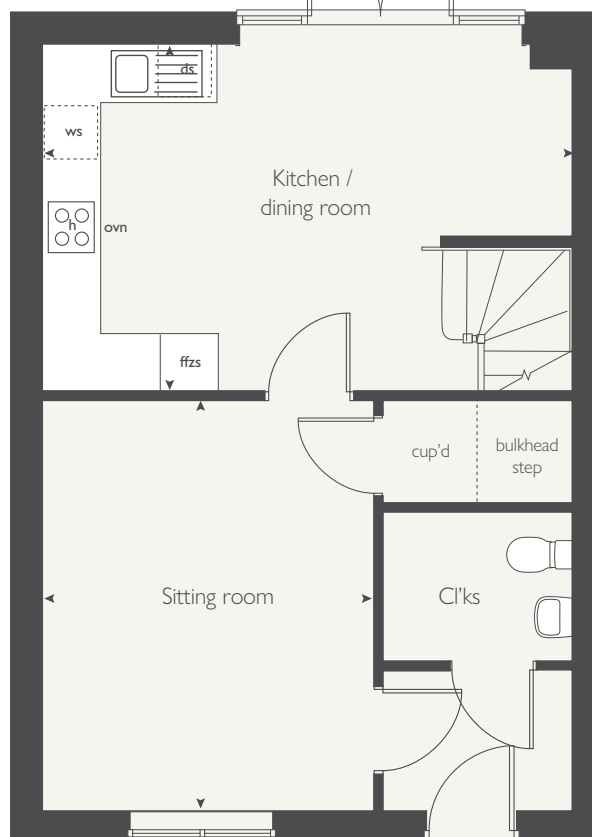 ds
ws
Kitchen /
dining room
h
ovn
ffzs
cup'd
bulkhead
step
Sitting room
Cl'ks